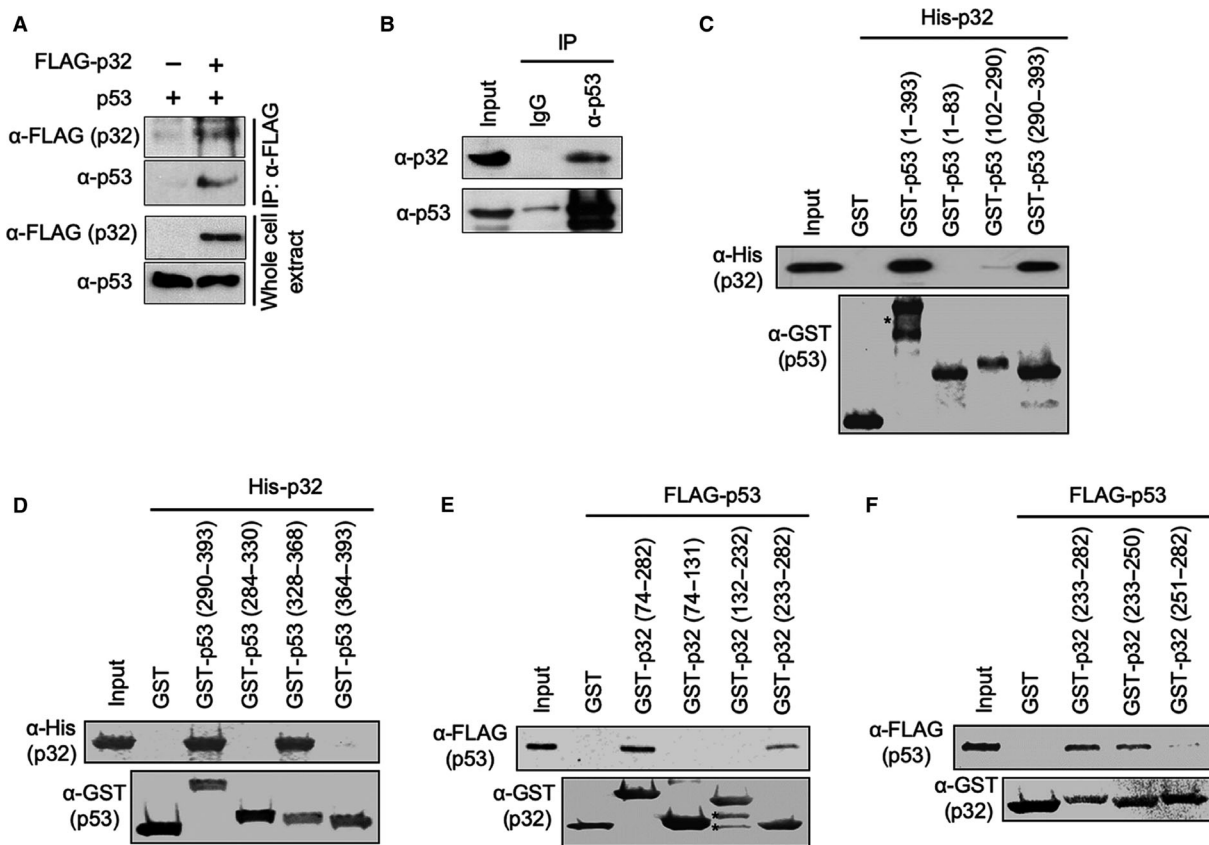 A
FLAG-p32 – +
p53 + +
α-FLAG (p32)
α-p53
IP: α-FLAG
α-FLAG (p32)
α-p53
Whole cell
extract
B
IP
Input
IgG
α-p53
α-p32
α-p53
C
His-p32
Input
GST
GST-p53 (1–393)
GST-p53 (1–83)
GST-p53 (102–290)
GST-p53 (290–393)
α-His
(p32)
α-GST
(p53)
*
D
His-p32
Input
GST
GST-p53 (290–393)
GST-p53 (284–330)
GST-p53 (328–368)
GST-p53 (364–393)
α-His
(p32)
α-GST
(p53)
E
FLAG-p53
Input
GST
GST-p32 (74–282)
GST-p32 (74–131)
GST-p32 (132–232)
GST-p32 (233–282)
α-FLAG
(p53)
α-GST
(p32)
*
*
F
FLAG-p53
Input
GST
GST-p32 (233–282)
GST-p32 (233–250)
GST-p32 (251–282)
α-FLAG
(p53)
α-GST
(p32)